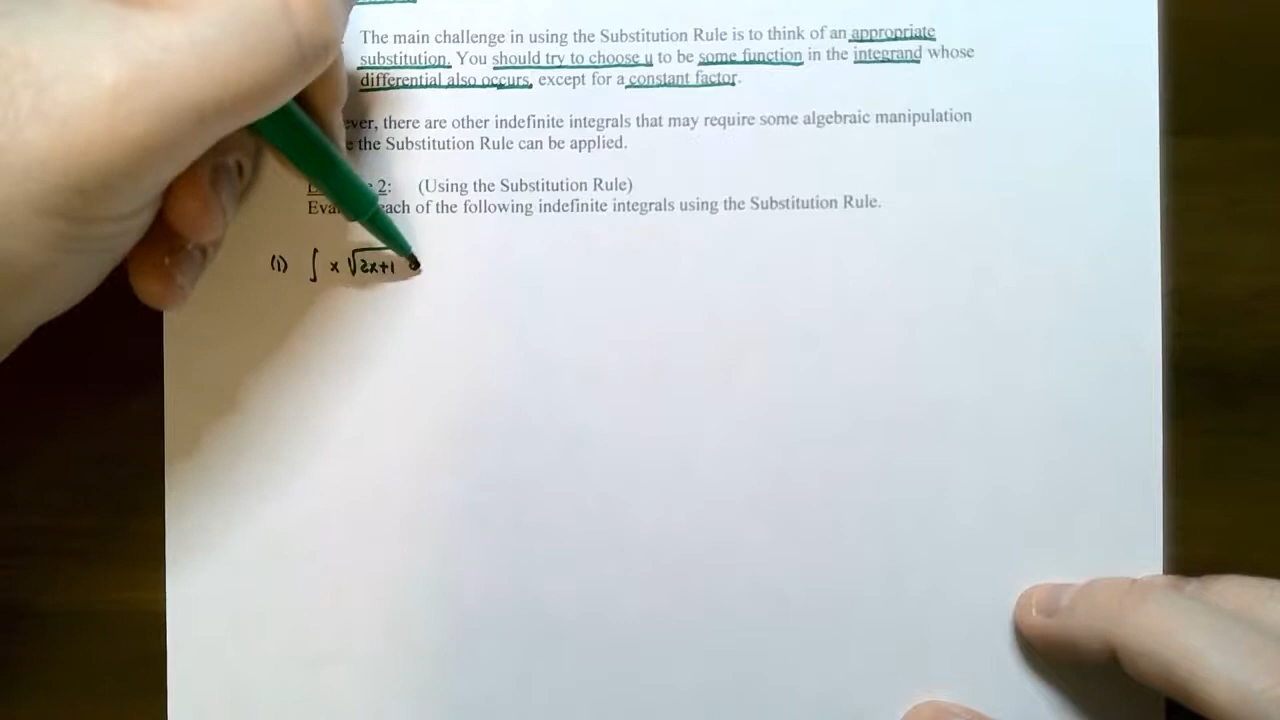 The main challenge in using the Substitution Rule is to think of an appropriate
substitution. You should try to choose u to be some function in the integrand whose
differential also occurs, except for a constant factor.
ever, there are other indefinite integrals that may require some algebraic manipulation
the Substitution Rule can be applied.
2: (Using the Substitution Rule)
each of the following indefinite integrals using the Substitution Rule.
(1) ∫ x √2x+1